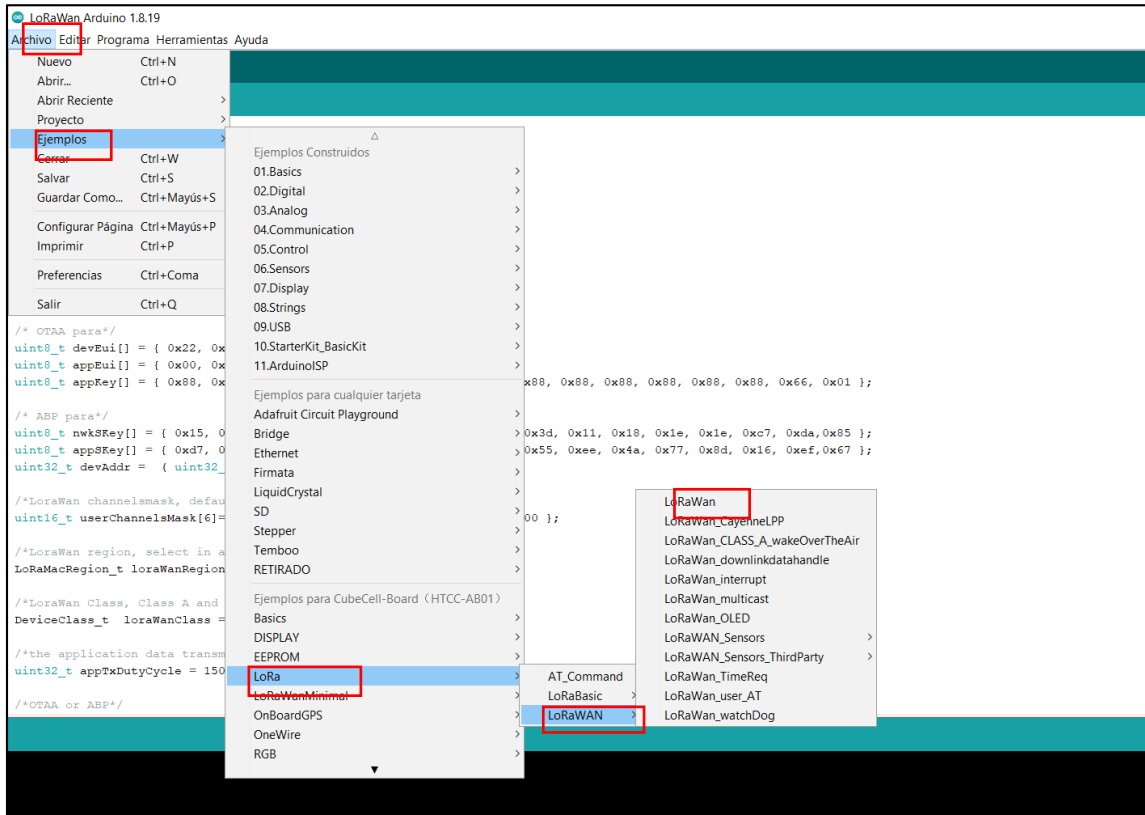 LoRaWan Arduino 1.8.19
Archivo Editar Programa Herramientas Ayuda
Nuevo Ctrl+N
Abrir... Ctrl+O
Abrir Reciente >
Proyecto >
Ejemplos >
Cerrar Ctrl+W
Salvar Ctrl+S
Guardar Como... Ctrl+Mayús+S
Configurar Página Ctrl+Mayús+P
Imprimir Ctrl+P
Preferencias Ctrl+Coma
Salir Ctrl+Q
Ejemplos Construidos
01.Basics >
02.Digital >
03.Analog >
04.Communication >
05.Control >
06.Sensors >
07.Display >
08.Strings >
09.USB >
10.StarterKit_BasicKit >
11.ArduinoISP >
Ejemplos para cualquier tarjeta
Adafruit Circuit Playground >
Bridge >
Ethernet >
Firmata >
LiquidCrystal >
SD >
Stepper >
Temboo >
RETIRADO >
Ejemplos para CubeCell-Board（HTCC-AB01）
Basics >
DISPLAY >
EEPROM >
LoRa >
LoRaWanMinimal >
OnBoardGPS >
OneWire >
RGB >
AT_Command
LoRaBasic >
LoRaWAN >
LoRaWan
LoRaWan_CayenneLPP
LoRaWan_CLASS_A_wakeOverTheAir
LoRaWan_downlinkdatahandle
LoRaWan_interrupt
LoRaWan_multicast
LoRaWan_OLED
LoRaWAN_Sensors >
LoRaWAN_Sensors_ThirdParty >
LoRaWan_TimeReq
LoRaWan_user_AT
LoRaWan_watchDog
/* OTAA para*/
uint8_t devEui[] = { 0x22, 0x
uint8_t appEui[] = { 0x00, 0x
uint8_t appKey[] = { 0x88, 0x x88, 0x88, 0x88, 0x88, 0x88, 0x88, 0x66, 0x01 };
/* ABP para*/
uint8_t nwkSKey[] = { 0x15, 0 0x3d, 0x11, 0x18, 0x1e, 0x1e, 0xc7, 0xda,0x85 };
uint8_t appSKey[] = { 0xd7, 0 0x55, 0xee, 0x4a, 0x77, 0x8d, 0x16, 0xef,0x67 };
uint32_t devAddr = ( uint32_
/*LoraWan channelsmask, defau
uint16_t userChannelsMask[6]= 00 };
/*LoraWan region, select in a
LoRaMacRegion_t loraWanRegion
/*LoraWan Class, Class A and
DeviceClass_t loraWanClass =
/*the application data transm
uint32_t appTxDutyCycle = 150
/*OTAA or ABP*/